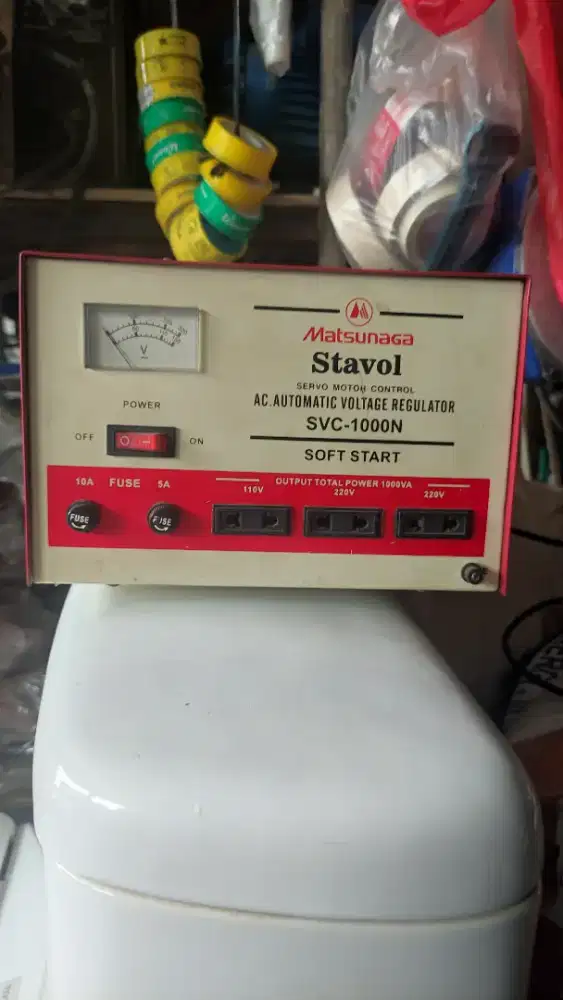 Matsunaga
Stavol
SERVO MOTOR CONTROL
AC.AUTOMATIC VOLTAGE REGULATOR
SVC-1000N
SOFT START
V
POWER
OFF
ON
10A FUSE 5A
FUSE
FUSE
OUTPUT TOTAL POWER 1000VA
110V
220V
220V